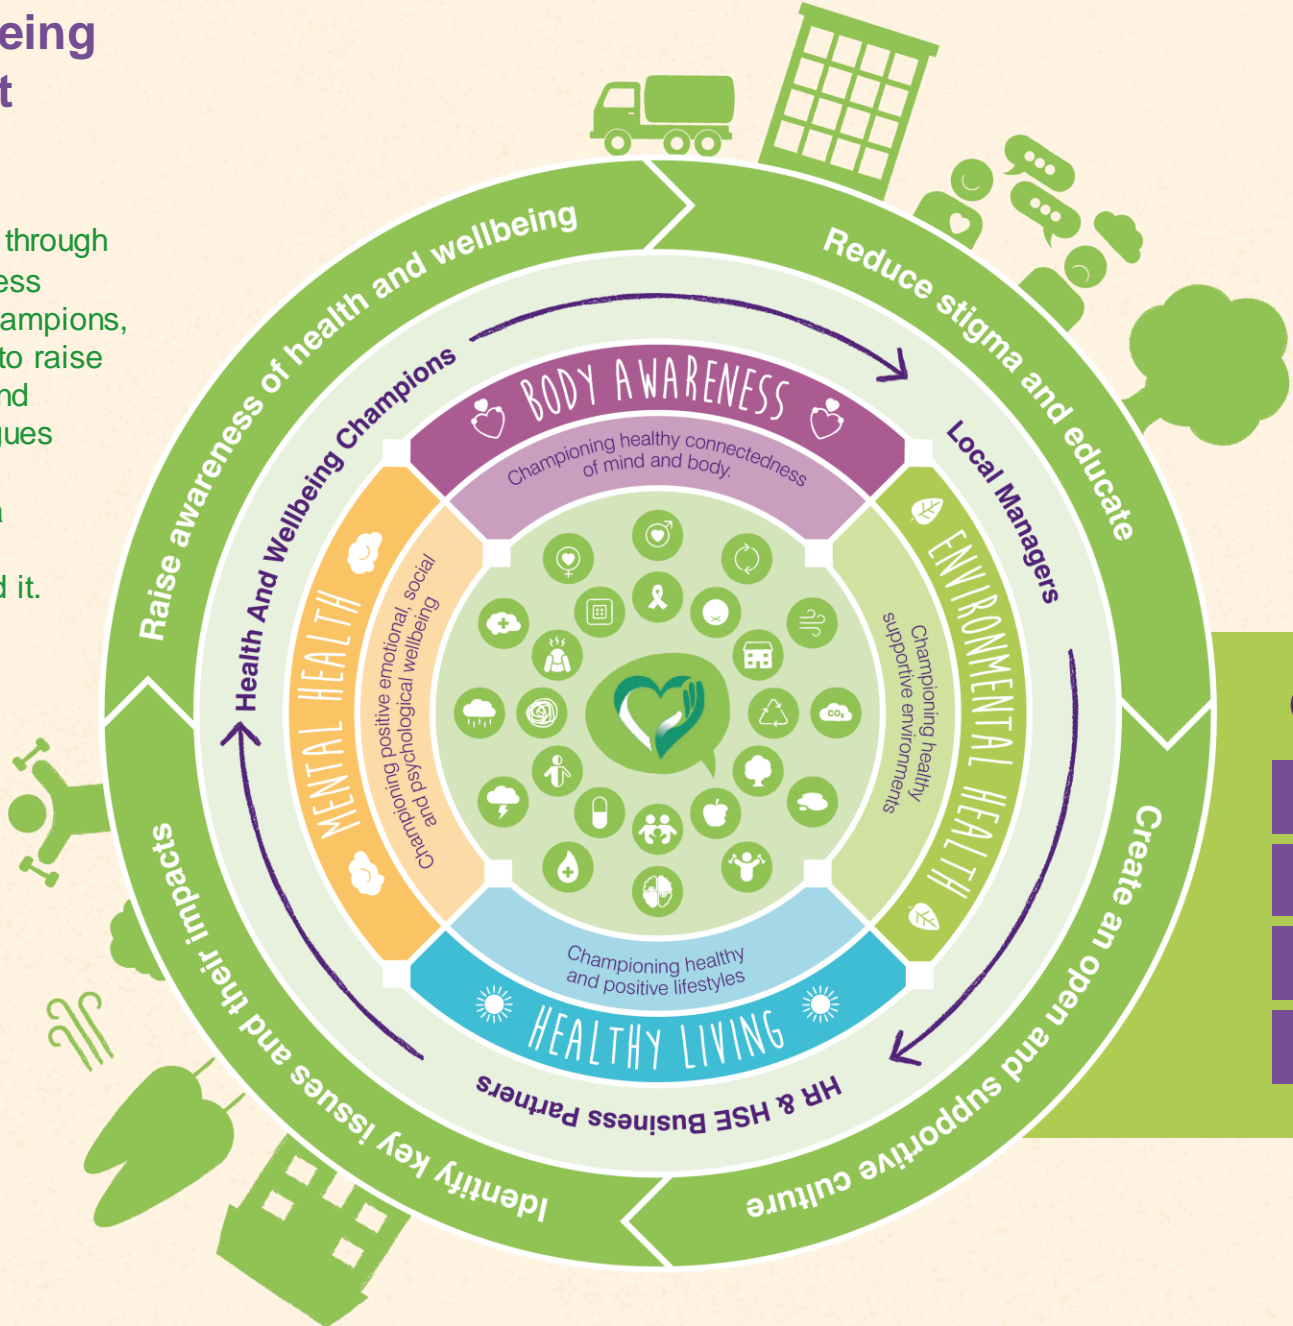 eing
t
through
ess
ampions,
to raise
nd
gues
d it.
Raise awareness of health and wellbeing
Reduce stigma and educate
Create an open and supportive culture
Identify key issues and their impacts
Health And Wellbeing Champions
Local Managers
HR & HSE Business Partners
BODY AWARENESS
Championing healthy connectedness
of mind and body.
ENVIRONMENTAL HEALTH
Championing healthy
supportive environments
HEALTHY LIVING
Championing healthy
and positive lifestyles
MENTAL HEALTH
Championing positive emotional, social
and psychological wellbeing
CO₂